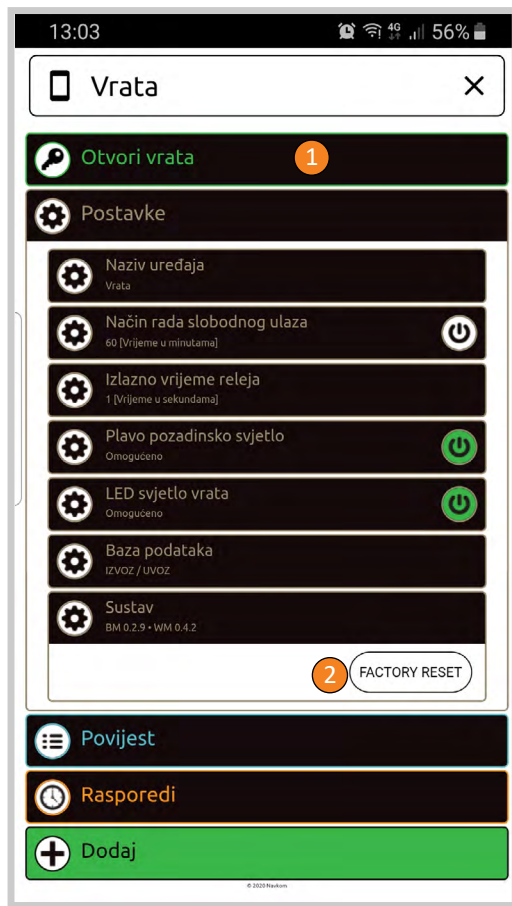 13:03 4G 56%
Vrata
Otvori vrata 1
Postavke
Naziv uređaja
Vrata
Način rada slobodnog ulaza
60 [Vrijeme u minutama]
Izlazno vrijeme releja
1 [Vrijeme u sekundama]
Plavo pozadinsko svjetlo
Omogućeno
LED svjetlo vrata
Omogućeno
Baza podataka
IZVOZ / UVOZ
Sustav
BM 0.2.9 • WM 0.4.2
2 FACTORY RESET
Povijest
Rasporedi
Dodaj
© 2020 Navkom